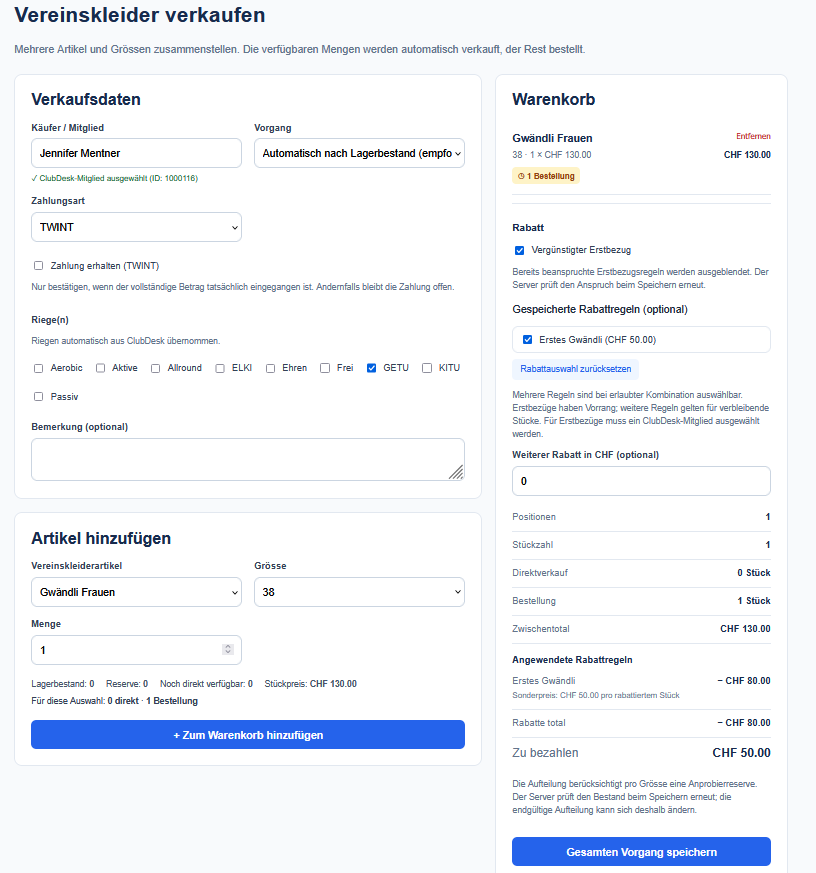 Vereinskleider verkaufen
Mehrere Artikel und Grössen zusammenstellen. Die verfügbaren Mengen werden automatisch verkauft, der Rest bestellt.
Verkaufsdaten
Käufer / Mitglied
Vorgang
Jennifer Mentner
Automatisch nach Lagerbestand (empfo
✓ ClubDesk-Mitglied ausgewählt (ID: 1000116)
Zahlungsart
TWINT
Zahlung erhalten (TWINT)
Nur bestätigen, wenn der vollständige Betrag tatsächlich eingegangen ist. Andernfalls bleibt die Zahlung offen.
Riege(n)
Riegen automatisch aus ClubDesk übernommen.
Aerobic Aktive Allround ELKI Ehren Frei GETU KITU
Passiv
Bemerkung (optional)
Artikel hinzufügen
Vereinskleiderartikel
Grösse
Gwändli Frauen
38
Menge
1
Lagerbestand: 0 Reserve: 0 Noch direkt verfügbar: 0 Stückpreis: CHF 130.00
Für diese Auswahl: 0 direkt · 1 Bestellung
+ Zum Warenkorb hinzufügen
Warenkorb
Gwändli Frauen
Entfernen
38 · 1 × CHF 130.00
CHF 130.00
1 Bestellung
Rabatt
Vergünstigter Erstbezug
Bereits beanspruchte Erstbezugsregeln werden ausgeblendet. Der
Server prüft den Anspruch beim Speichern erneut.
Gespeicherte Rabattregeln (optional)
Erstes Gwändli (CHF 50.00)
Rabattauswahl zurücksetzen
Mehrere Regeln sind bei erlaubter Kombination auswählbar.
Erstbezüge haben Vorrang; weitere Regeln gelten für verbleibende
Stücke. Für Erstbezüge muss ein ClubDesk-Mitglied ausgewählt
werden.
Weiterer Rabatt in CHF (optional)
0
Positionen 1
Stückzahl 1
Direktverkauf 0 Stück
Bestellung 1 Stück
Zwischentotal CHF 130.00
Angewendete Rabattregeln
Erstes Gwändli − CHF 80.00
Sonderpreis: CHF 50.00 pro rabattiertem Stück
Rabatte total − CHF 80.00
Zu bezahlen CHF 50.00
Die Aufteilung berücksichtigt pro Grösse eine Anprobierreserve.
Der Server prüft den Bestand beim Speichern erneut; die
endgültige Aufteilung kann sich deshalb ändern.
Gesamten Vorgang speichern